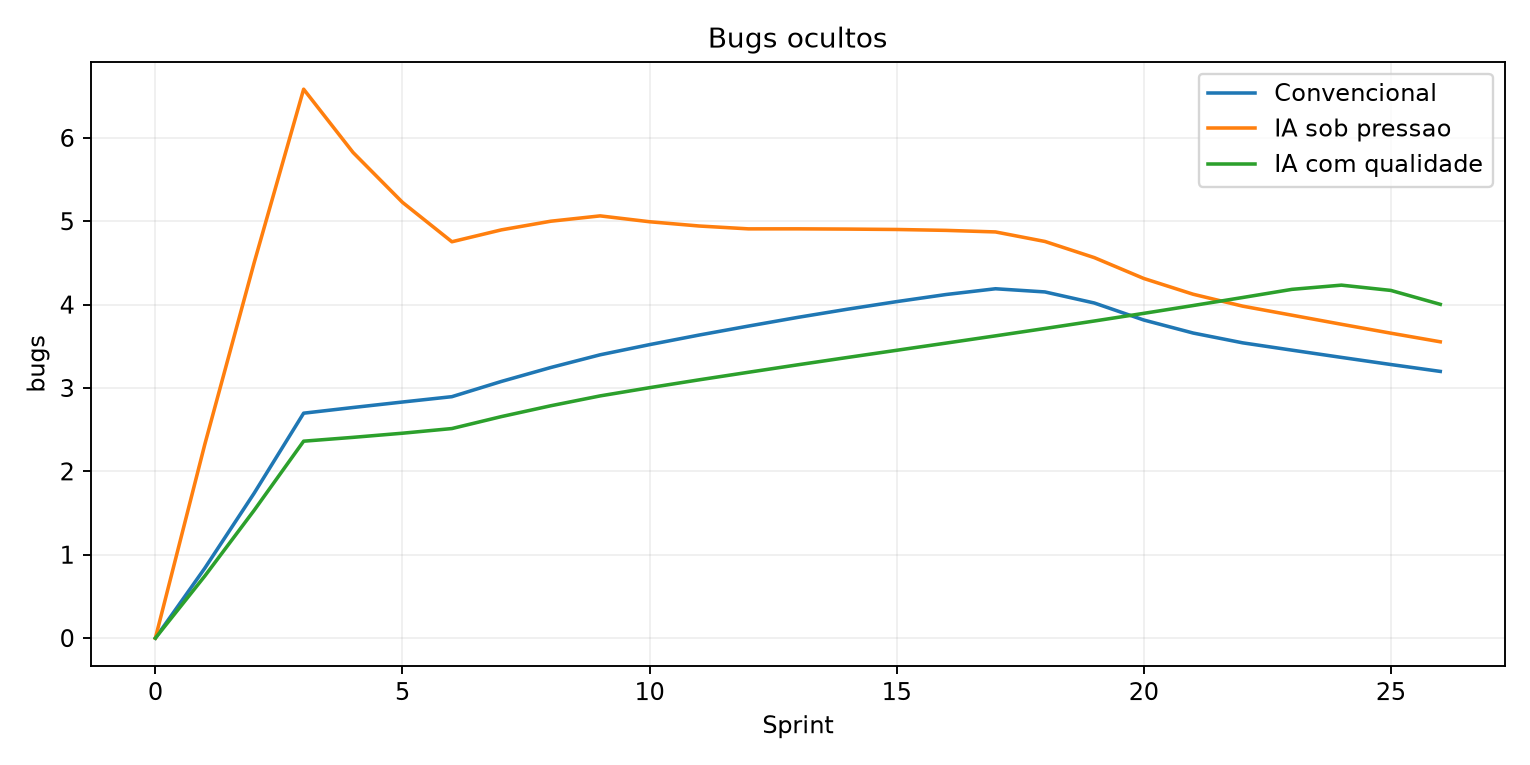 Bugs ocultos
Convencional
IA sob pressao
IA com qualidade
6
5
4
3
2
1
0
bugs
0 5 10 15 20 25
Sprint